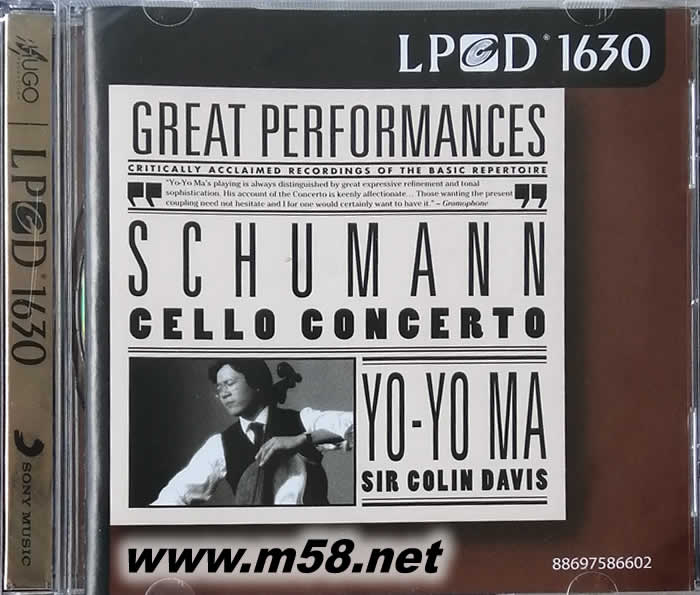 LPCD® 1630
GREAT PERFORMANCES
CRITICALLY ACCLAIMED RECORDINGS OF THE BASIC REPERTOIRE
"Yo-Yo Ma's playing is always distinguished by great expressive refinement and tonal
sophistication. His account of the Concerto is keenly affectionate... Those wanting the present
coupling need not hesitate and I for one would certainly want to have it." – Gramophone
SCHUMANN
CELLO CONCERTO
YO-YO MA
SIR COLIN DAVIS
www.m58.net
88697586602
HUGO
LPCD® 1630
SONY MUSIC